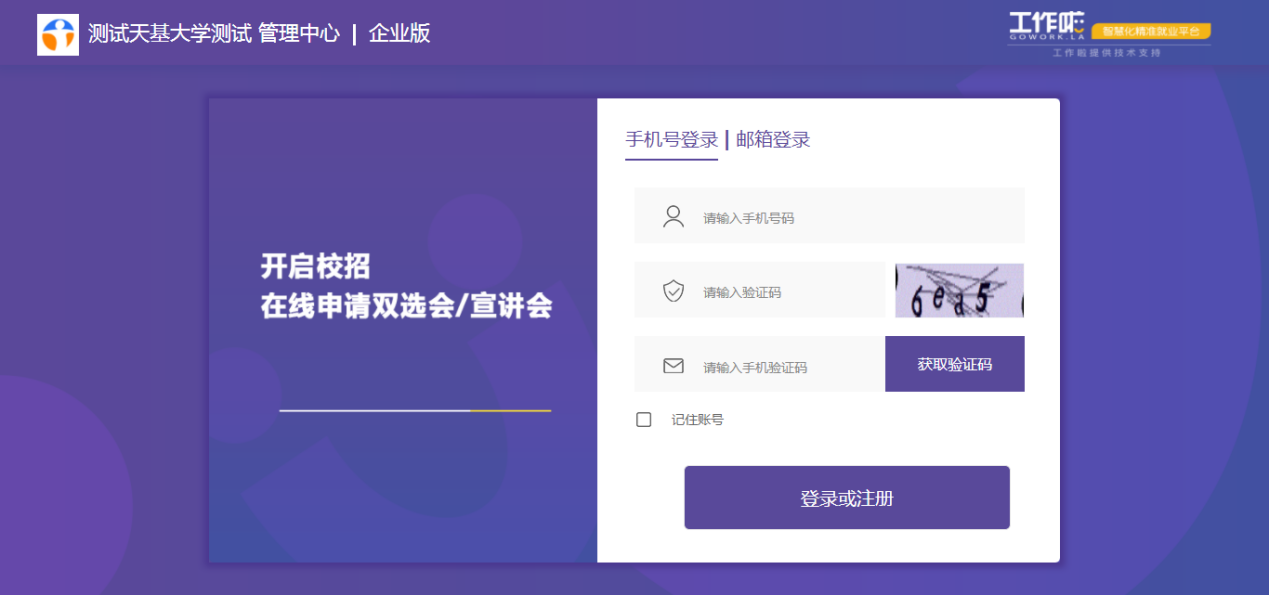 测试天基大学测试 管理中心 | 企业版
工作啦
GOWORK.LA
智慧化精准就业平台
工作啦提供技术支持
开启校招
在线申请双选会/宣讲会
手机号登录 | 邮箱登录
请输入手机号码
请输入验证码
6ea5
请输入手机验证码
获取验证码
记住账号
登录或注册